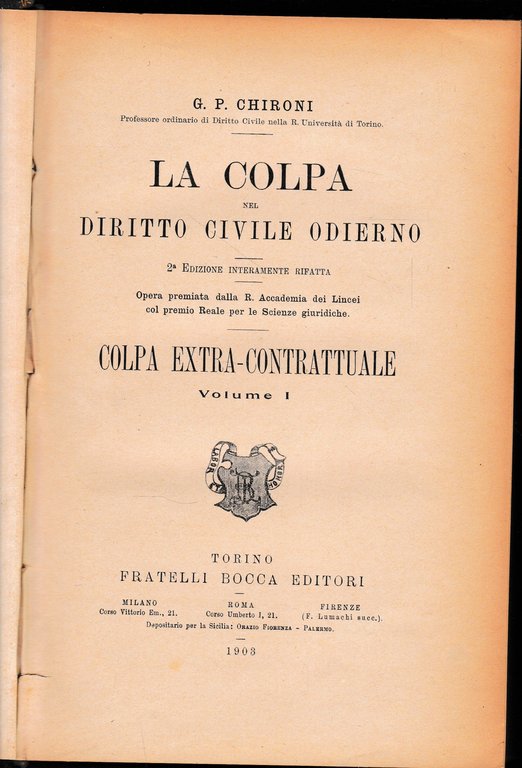 G. P. CHIRONI
Professore ordinario di Diritto Civile nella R. Università di Torino.
LA COLPA
NEL
DIRITTO CIVILE ODIERNO
2ª EDIZIONE INTERAMENTE RIFATTA
Opera premiata dalla R. Accademia dei Lincei
col premio Reale per le Scienze giuridiche.
COLPA EXTRA-CONTRATTUALE
Volume I
LABOR ET HONOR
TORINO
FRATELLI BOCCA EDITORI
MILANO
Corso Vittorio Em., 21.
ROMA
Corso Umberto I, 21.
FIRENZE
(F. Lumachi succ.).
Depositario per la Sicilia: ORAZIO FIORENZA - PALERMO.
1903